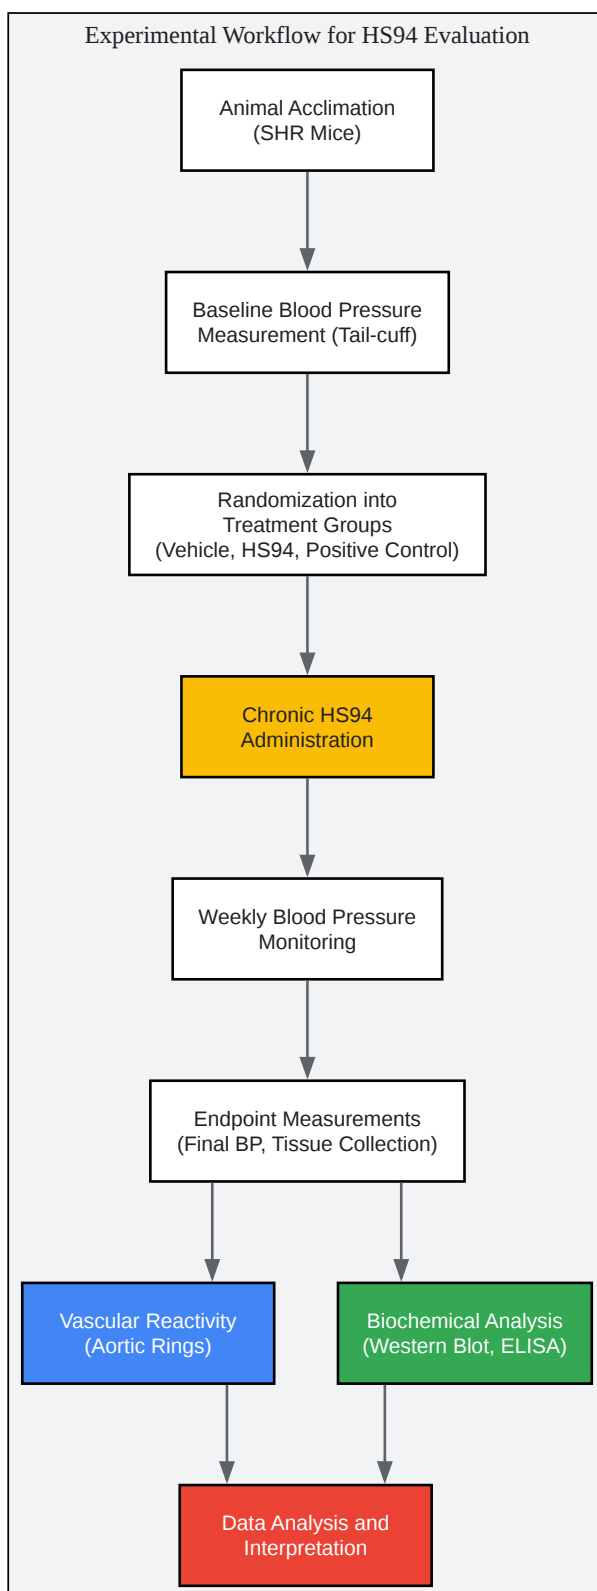 Experimental Workflow for HS94 Evaluation
Animal Acclimation
(SHR Mice)
Baseline Blood Pressure
Measurement (Tail-cuff)
Randomization into
Treatment Groups
(Vehicle, HS94, Positive Control)
Chronic HS94
Administration
Weekly Blood Pressure
Monitoring
Endpoint Measurements
(Final BP, Tissue Collection)
Vascular Reactivity
(Aortic Rings)
Biochemical Analysis
(Western Blot, ELISA)
Data Analysis and
Interpretation